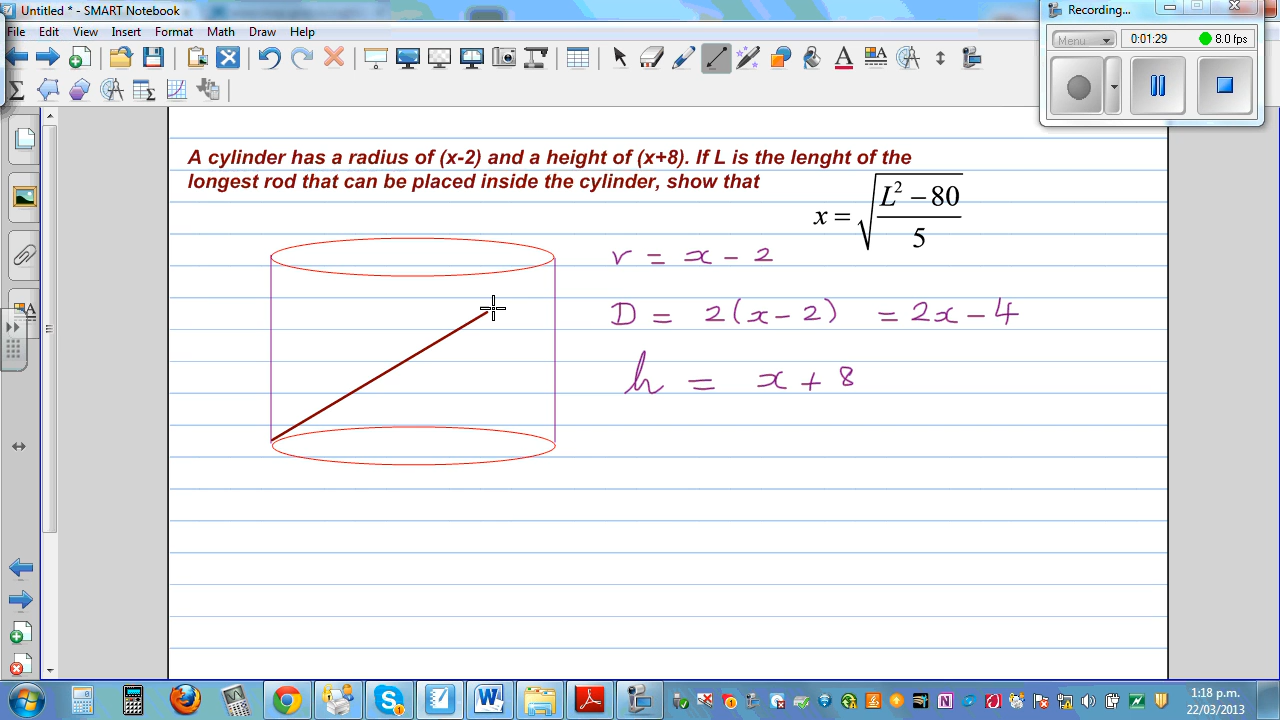 Untitled * - SMART Notebook
File Edit View Insert Format Math Draw Help
Recording...
Menu 0:01:29 8.0 fps
A cylinder has a radius of (x-2) and a height of (x+8). If L is the lenght of the
longest rod that can be placed inside the cylinder, show that
x = √((L² − 80)/5)
r = x - 2
D = 2(x-2) = 2x-4
h = x + 8
1:18 p.m.
22/03/2013